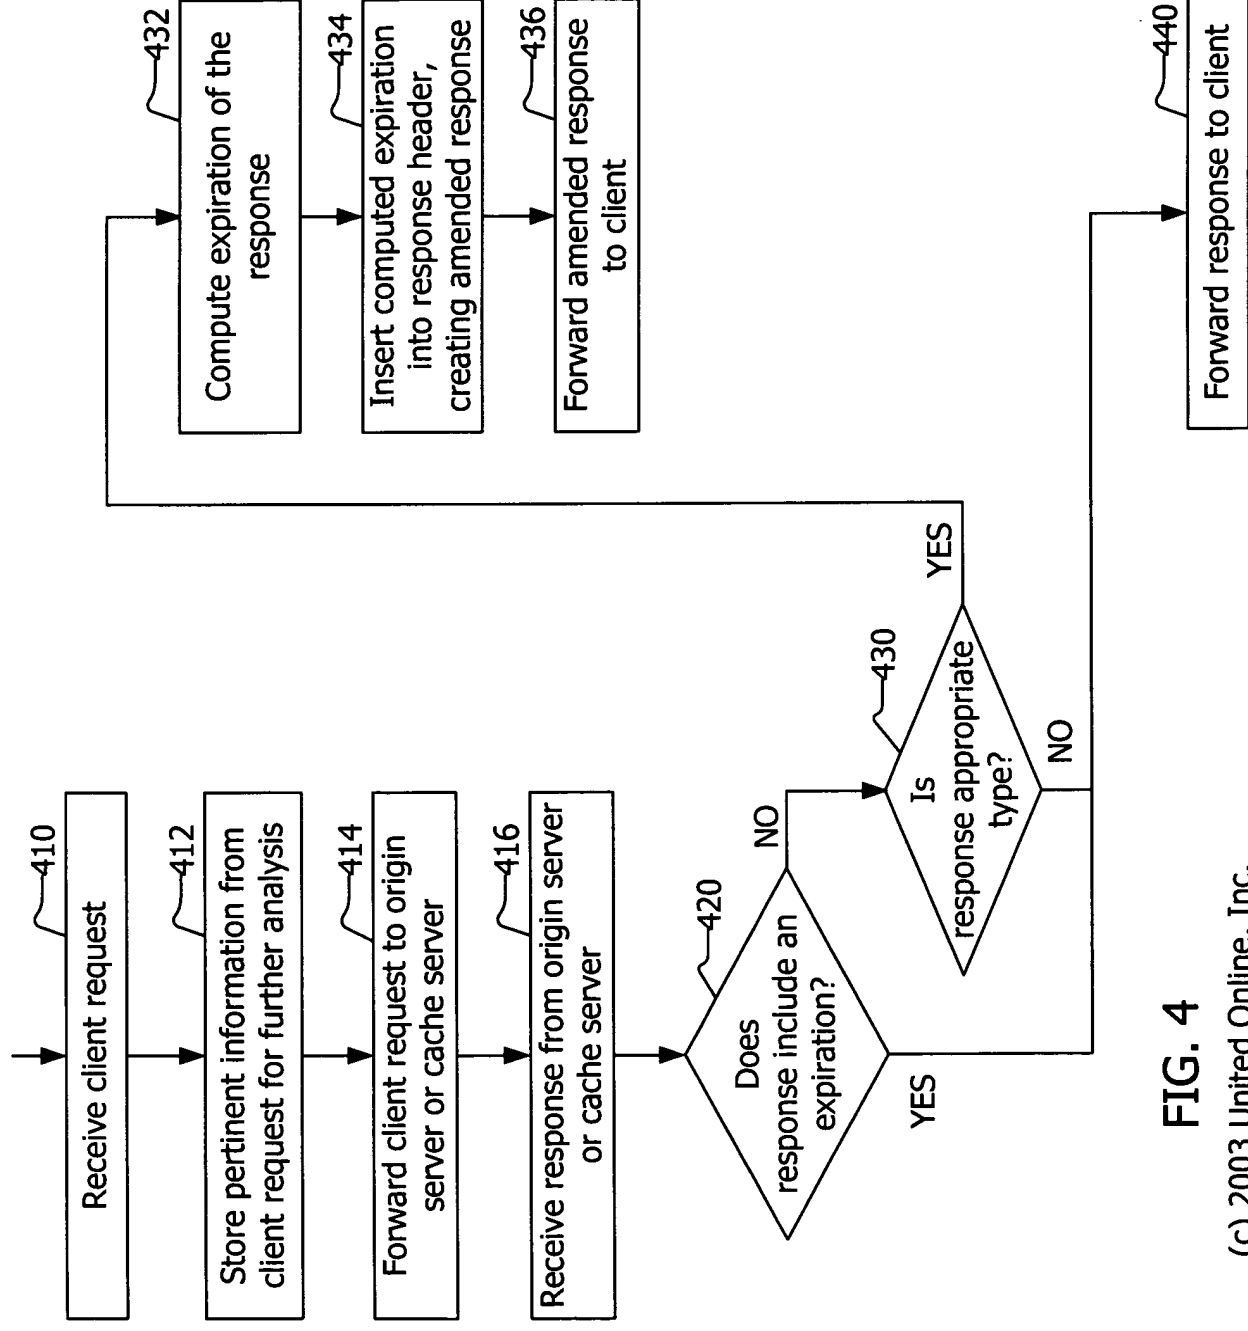 410
Receive client request
412
Store pertinent information from
client request for further analysis
414
Forward client request to origin
server or cache server
416
Receive response from origin server
or cache server
420
Does
response include an
expiration?
NO
YES
430
Is
response appropriate
type?
YES
NO
432
Compute expiration of the
response
434
Insert computed expiration
into response header,
creating amended response
436
Forward amended response
to client
440
Forward response to client
FIG. 4
(c) 2003 United Online, Inc.